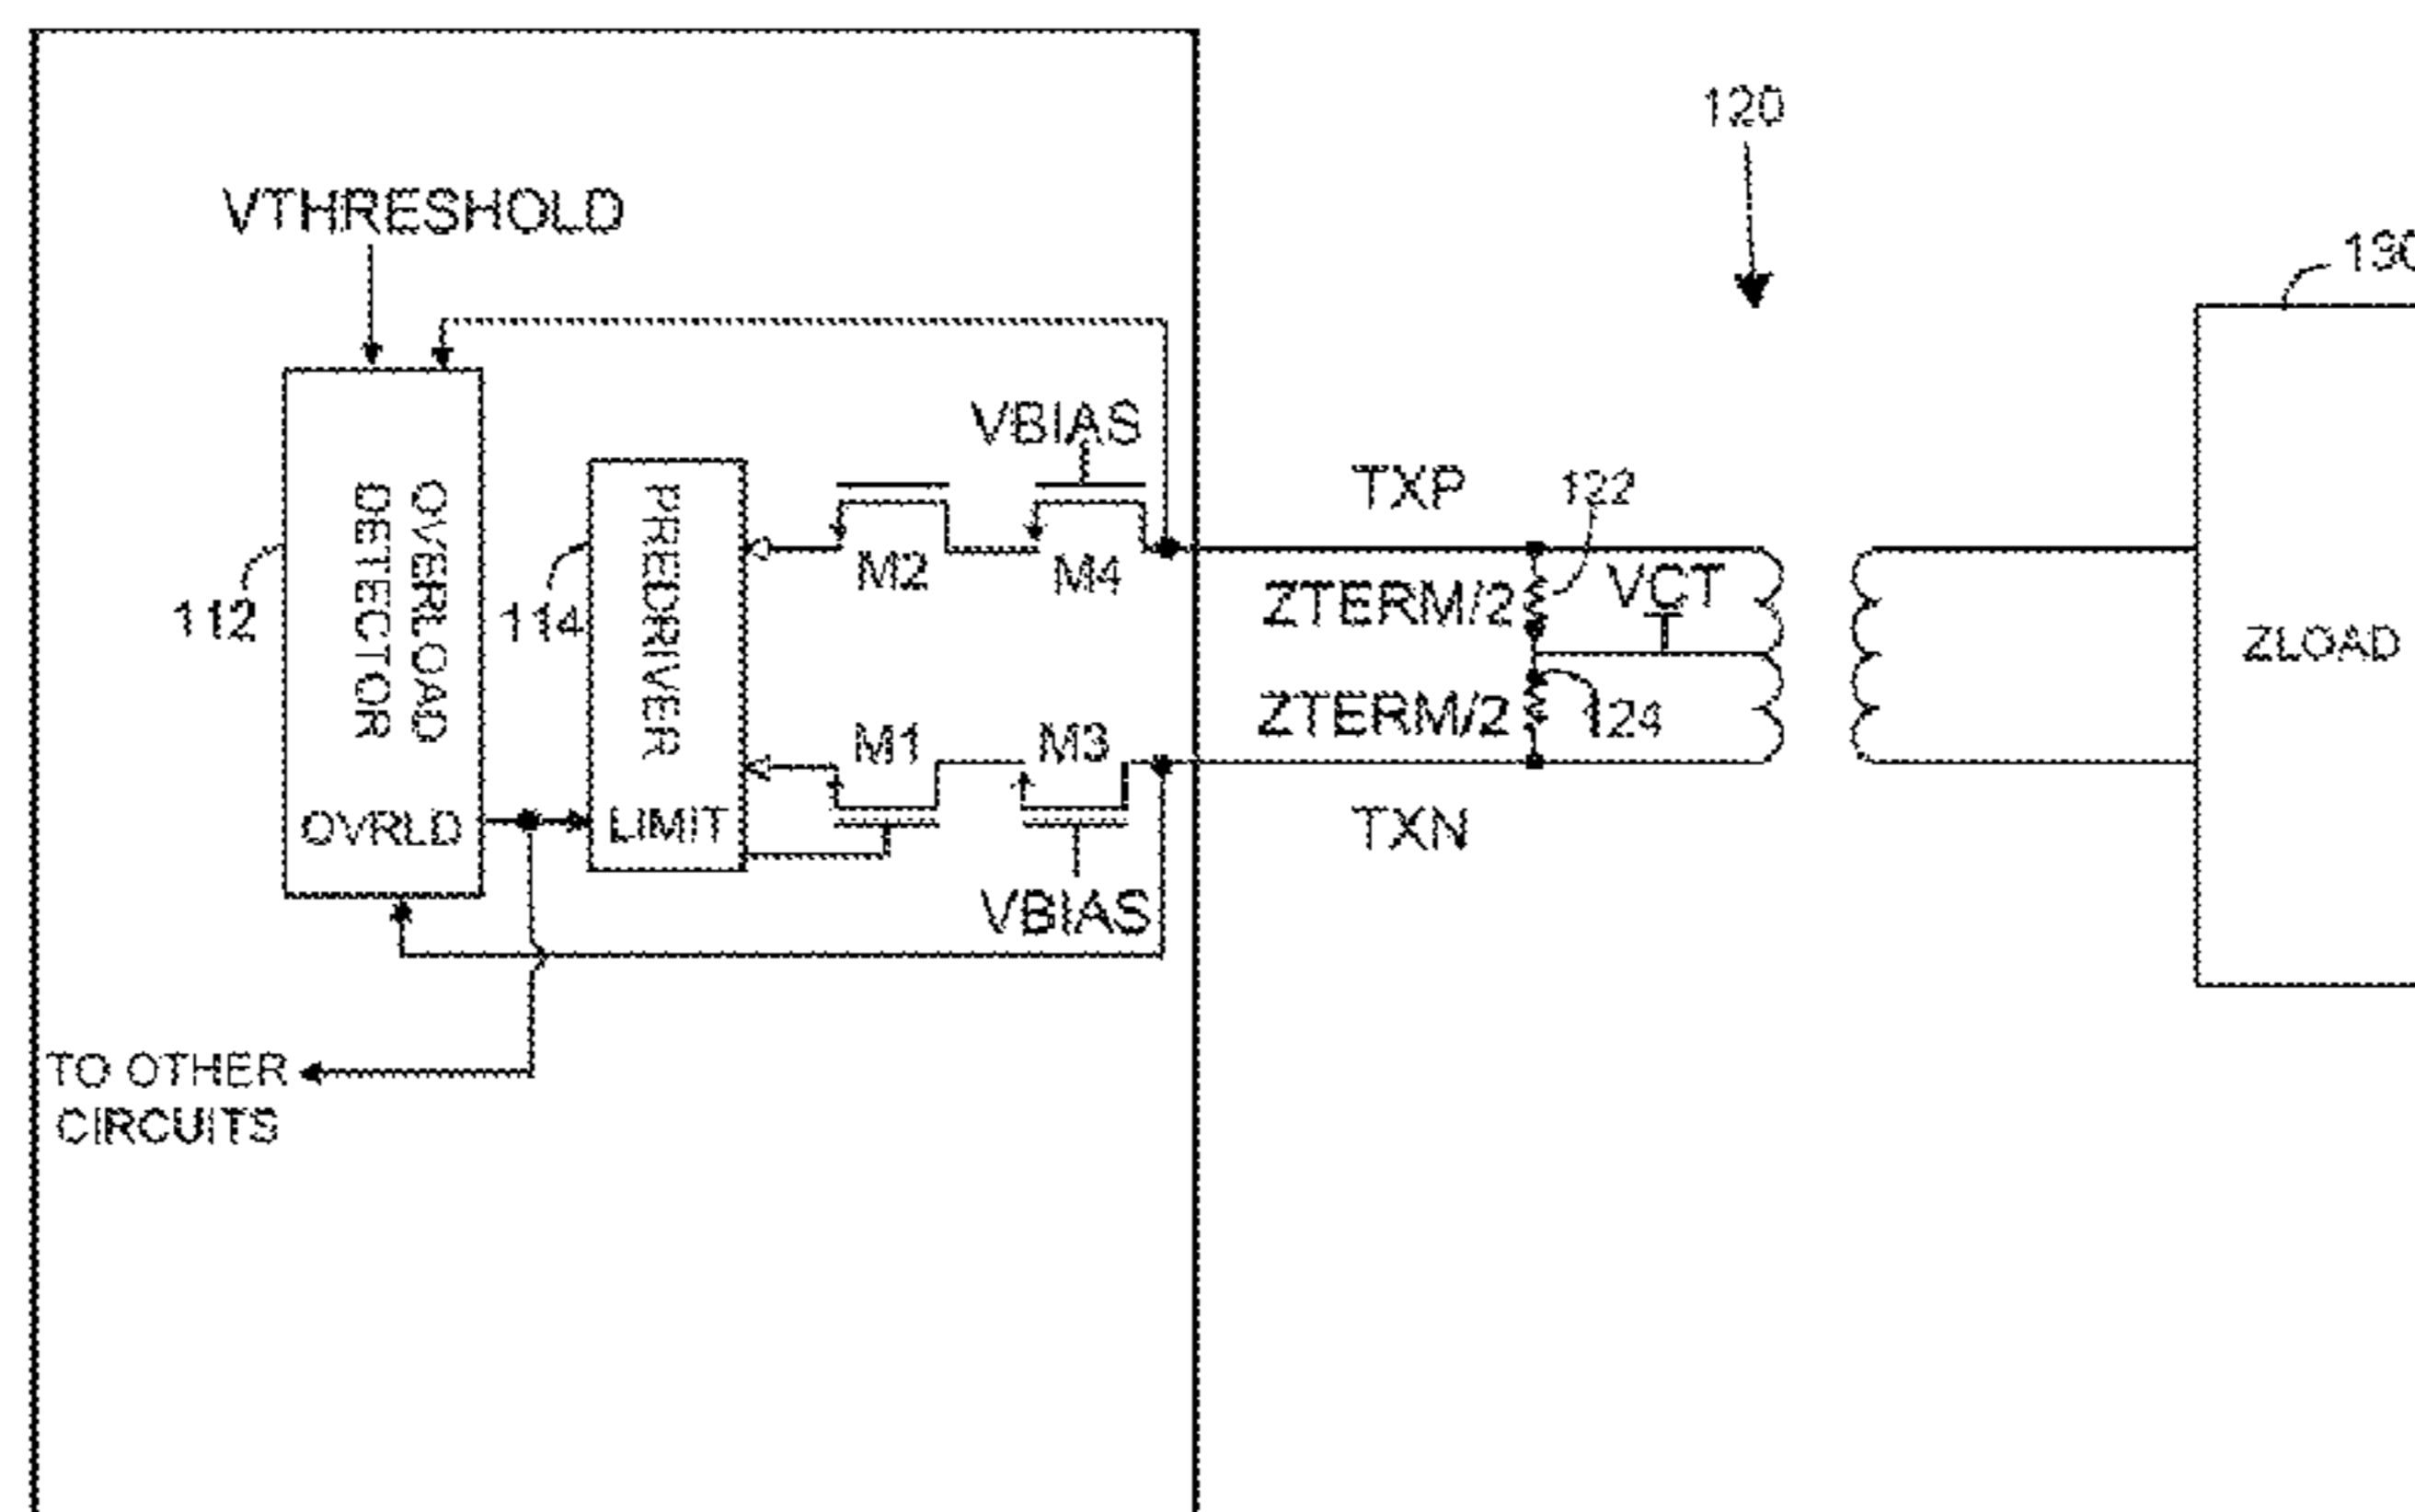 120
VTHRESHOLD
VBIAS
TXP
122
M2
M4
ZTERM/2
VCT
112
OVERLOAD
DETECTOR
114
PREDRIVER
ZLOAD
ZTERM/2
124
M1
M3
OVRLD
LIMIT
TXN
VBIAS
TO OTHER
CIRCUITS